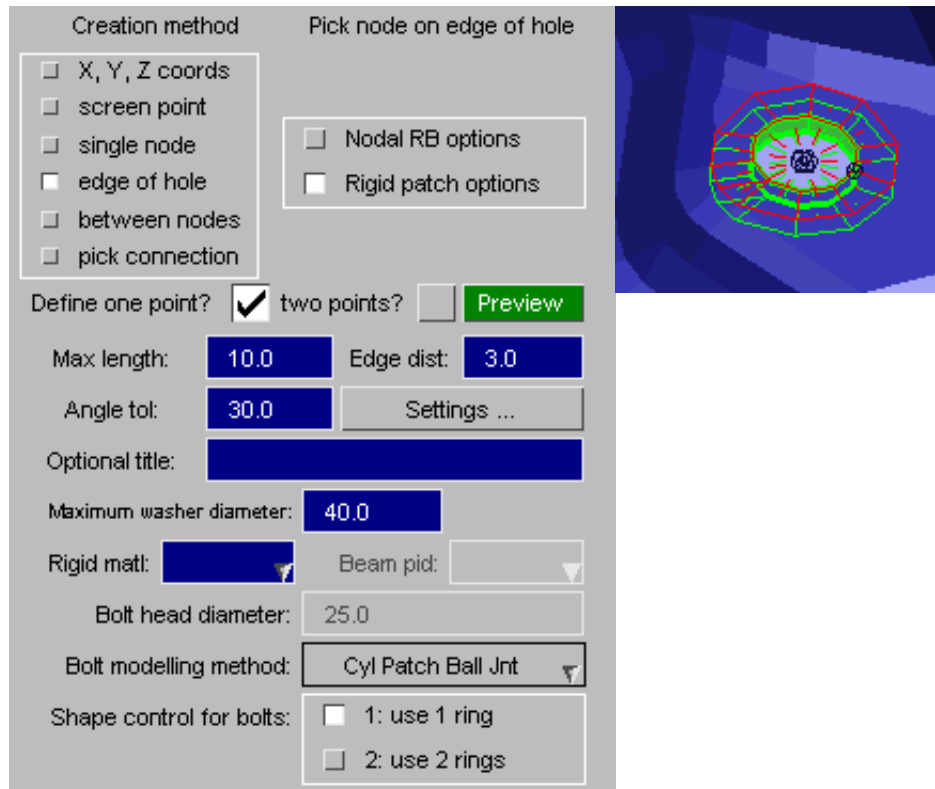 Creation method Pick node on edge of hole
X, Y, Z coords
screen point
single node Nodal RB options
edge of hole Rigid patch options
between nodes
pick connection
Define one point? two points? Preview
Max length: 10.0 Edge dist: 3.0
Angle tol: 30.0 Settings ...
Optional title:
Maximum washer diameter: 40.0
Rigid matl: Beam pid:
Bolt head diameter: 25.0
Bolt modelling method: Cyl Patch Ball Jnt
Shape control for bolts: 1: use 1 ring
2: use 2 rings